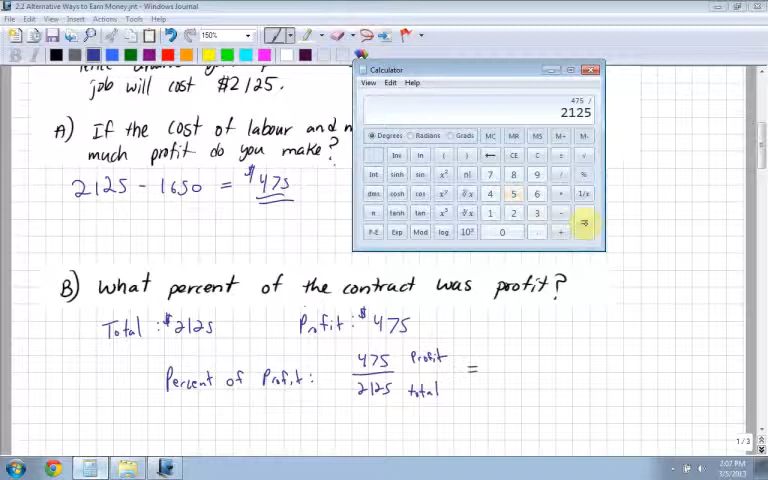 2.2 Alternative Ways to Earn Money.jnt - Windows Journal
File Edit View Insert Actions Tools Help
150%
job will cost $2125.
A) If the cost of labour and
much profit do you make?
2125 - 1650 = $475
Calculator
View Edit Help
475 /
2125
Degrees Radians Grads MC MR MS M+ M-
Inv ln ( ) ← CE C ± √
Int sinh sin x² n! 7 8 9 / %
dms cosh cos xʸ ʸ√x 4 5 6 * 1/x
π tanh tan x³ ³√x 1 2 3 - =
F-E Exp Mod log 10ˣ 0 . +
B) What percent of the contract was profit?
Total : $2125 Profit : $475
Percent of Profit : 475 Profit =
2125 total
1 / 3
2:07 PM
3/5/2013